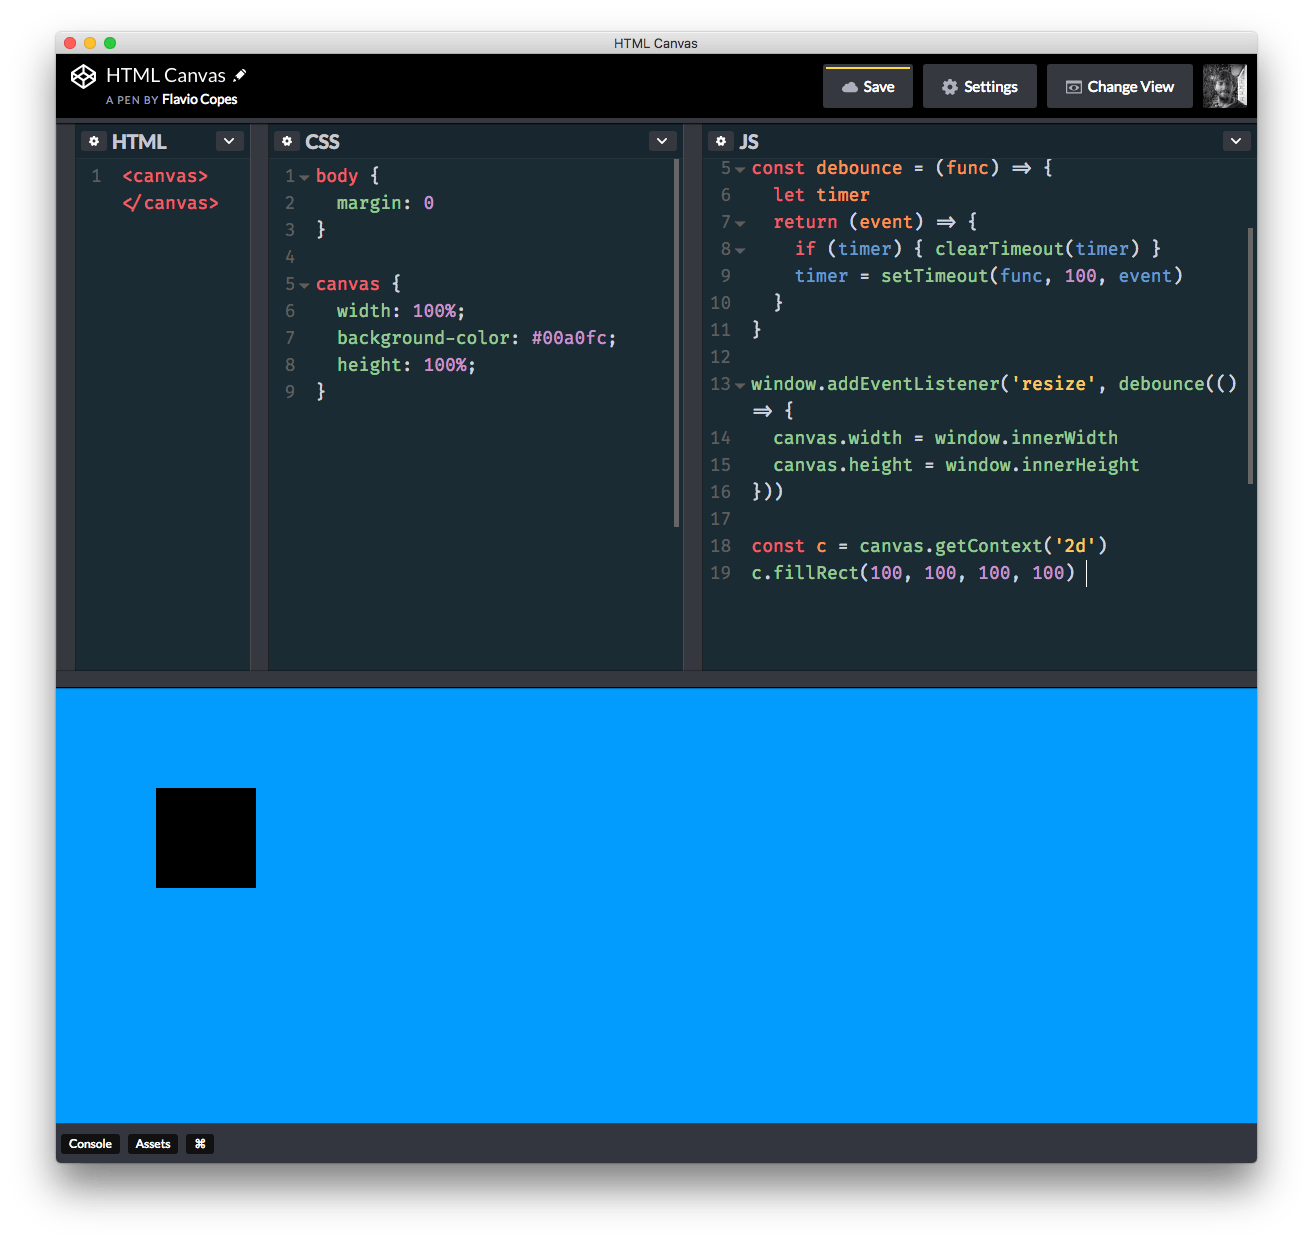 HTML Canvas
HTML Canvas
A PEN BY Flavio Copes
Save
Settings
Change View
HTML
1 <canvas>
</canvas>
CSS
1 body {
2   margin: 0
3 }
4
5 canvas {
6   width: 100%;
7   background-color: #00a0fc;
8   height: 100%;
9 }
JS
5 const debounce = (func) => {
6   let timer
7   return (event) => {
8     if (timer) { clearTimeout(timer) }
9     timer = setTimeout(func, 100, event)
10   }
11 }
12
13 window.addEventListener('resize', debounce(()
=> {
14   canvas.width = window.innerWidth
15   canvas.height = window.innerHeight
16 }))
17
18 const c = canvas.getContext('2d')
19 c.fillRect(100, 100, 100, 100)
Console
Assets
⌘